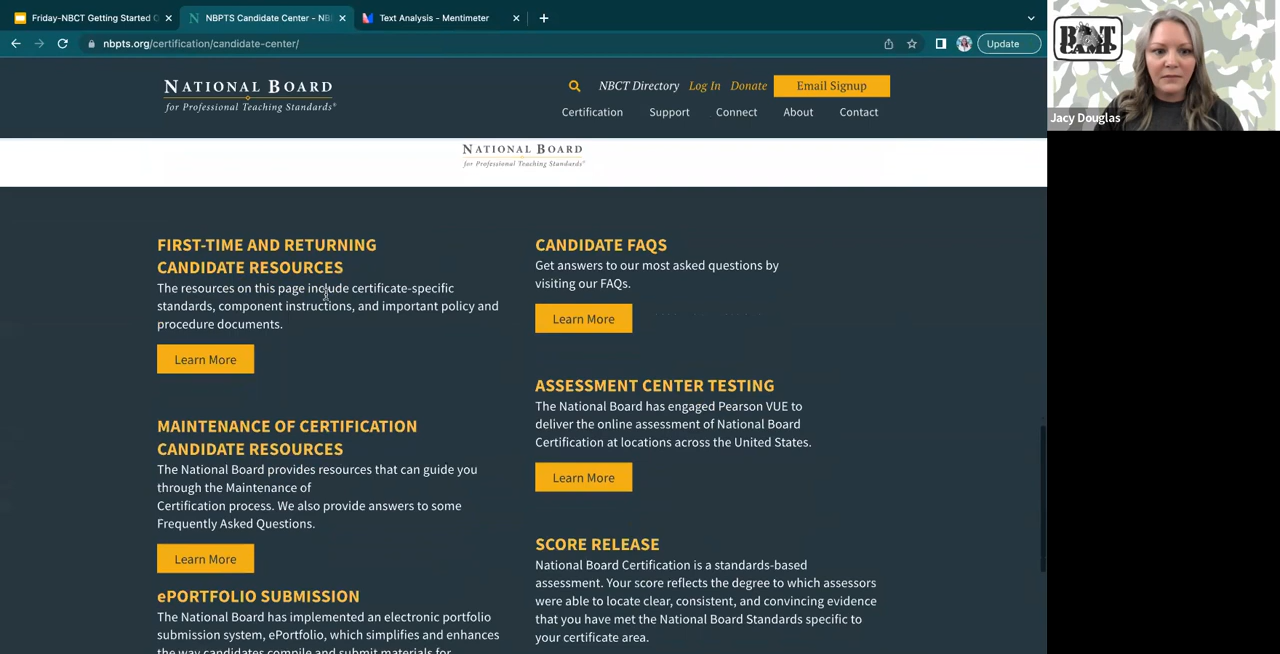 Friday-NBCT Getting Started
NBPTS Candidate Center - NBI
Text Analysis - Mentimeter
nbpts.org/certification/candidate-center/
Update
NATIONAL BOARD
for Professional Teaching Standards®
NBCT Directory
Log In
Donate
Email Signup
Certification
Support
Connect
About
Contact
NATIONAL BOARD
for Professional Teaching Standards®
FIRST-TIME AND RETURNING
CANDIDATE RESOURCES
The resources on this page include certificate-specific
standards, component instructions, and important policy and
procedure documents.
Learn More
MAINTENANCE OF CERTIFICATION
CANDIDATE RESOURCES
The National Board provides resources that can guide you
through the Maintenance of
Certification process. We also provide answers to some
Frequently Asked Questions.
Learn More
ePORTFOLIO SUBMISSION
The National Board has implemented an electronic portfolio
submission system, ePortfolio, which simplifies and enhances
the way candidates compile and submit materials for
CANDIDATE FAQS
Get answers to our most asked questions by
visiting our FAQs.
Learn More
ASSESSMENT CENTER TESTING
The National Board has engaged Pearson VUE to
deliver the online assessment of National Board
Certification at locations across the United States.
Learn More
SCORE RELEASE
National Board Certification is a standards-based
assessment. Your score reflects the degree to which assessors
were able to locate clear, consistent, and convincing evidence
that you have met the National Board Standards specific to
your certificate area.
CAMP
Jacy Douglas